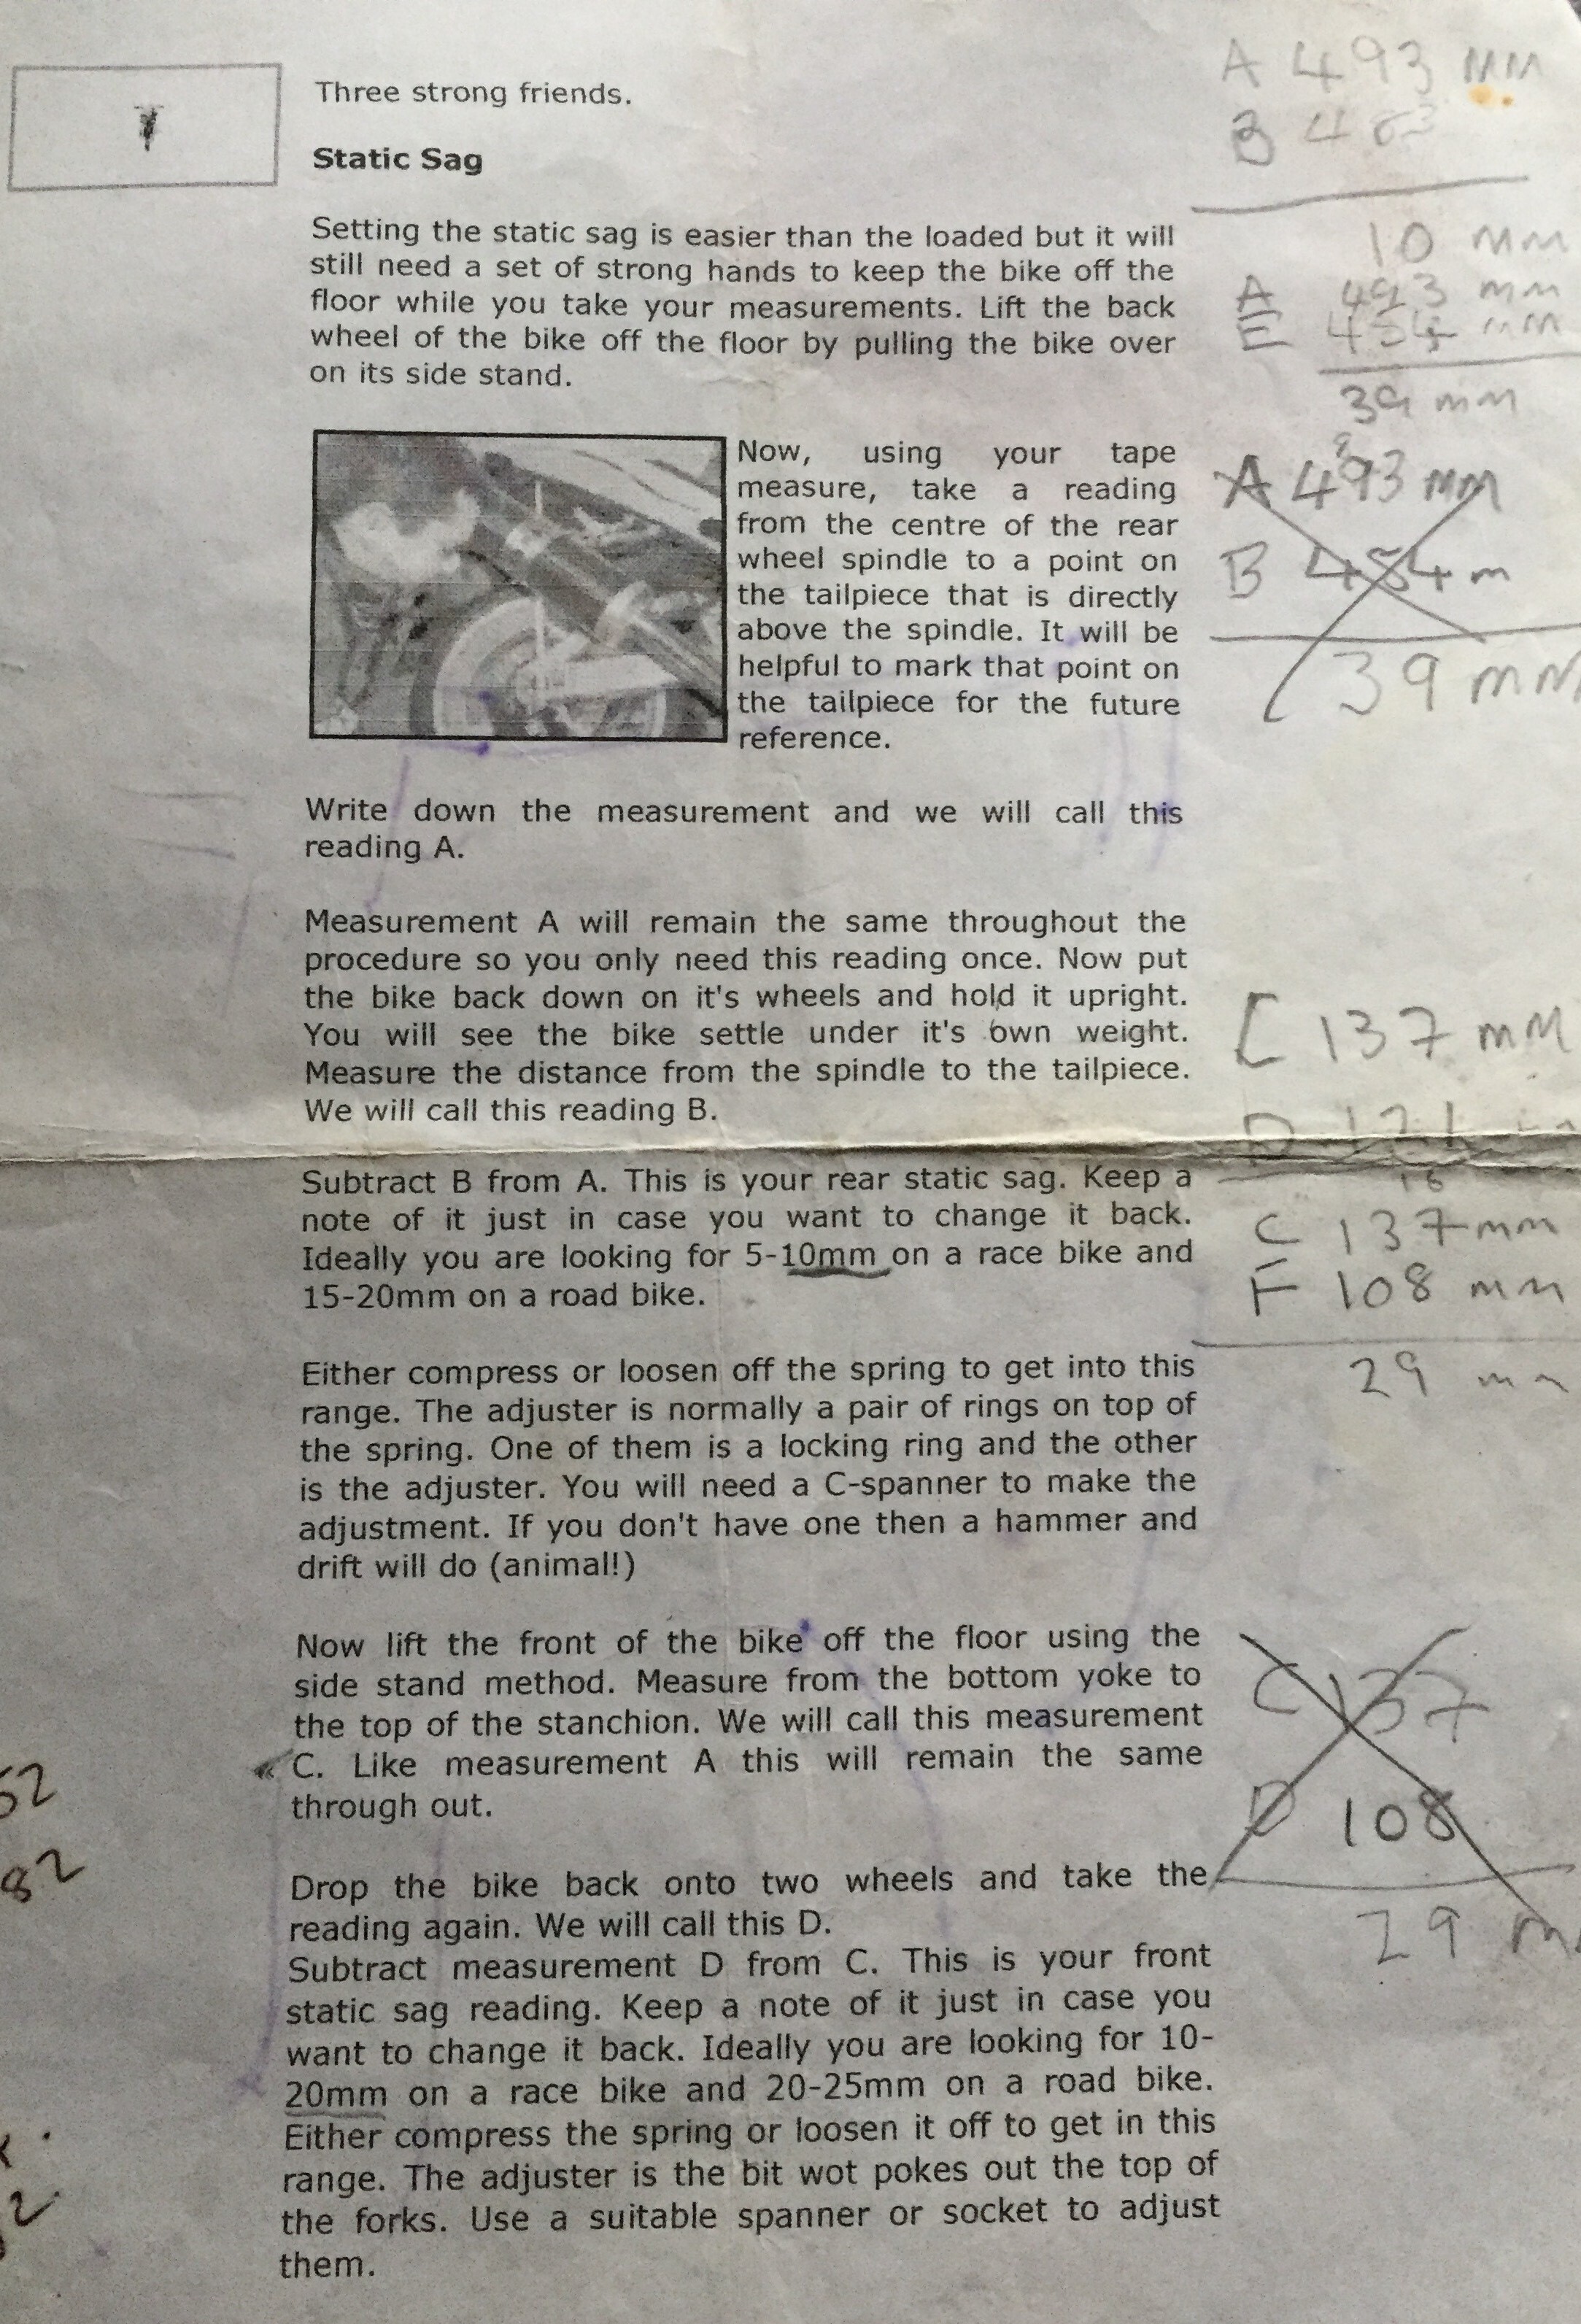 Three strong friends.
Static Sag
Setting the static sag is easier than the loaded but it will
still need a set of strong hands to keep the bike off the
floor while you take your measurements. Lift the back
wheel of the bike off the floor by pulling the bike over
on its side stand.
Now, using your tape
measure, take a reading
from the centre of the rear
wheel spindle to a point on
the tailpiece that is directly
above the spindle. It will be
helpful to mark that point on
the tailpiece for the future
reference.
Write down the measurement and we will call this
reading A.
Measurement A will remain the same throughout the
procedure so you only need this reading once. Now put
the bike back down on it's wheels and hold it upright.
You will see the bike settle under it's own weight.
Measure the distance from the spindle to the tailpiece.
We will call this reading B.
Subtract B from A. This is your rear static sag. Keep a
note of it just in case you want to change it back.
Ideally you are looking for 5-10mm on a race bike and
15-20mm on a road bike.
Either compress or loosen off the spring to get into this
range. The adjuster is normally a pair of rings on top of
the spring. One of them is a locking ring and the other
is the adjuster. You will need a C-spanner to make the
adjustment. If you don't have one then a hammer and
drift will do (animal!)
Now lift the front of the bike off the floor using the
side stand method. Measure from the bottom yoke to
the top of the stanchion. We will call this measurement
C. Like measurement A this will remain the same
through out.
Drop the bike back onto two wheels and take the
reading again. We will call this D.
Subtract measurement D from C. This is your front
static sag reading. Keep a note of it just in case you
want to change it back. Ideally you are looking for 10-
20mm on a race bike and 20-25mm on a road bike.
Either compress the spring or loosen it off to get in this
range. The adjuster is the bit wot pokes out the top of
the forks. Use a suitable spanner or socket to adjust
them.
A 493 MM
B 483
10 MM
A 493 mm
E 454 mm
39 mm
A 493 mm
B 454 m
39 mm
C 137 mM
D 121
16
C 137 mm
F 108 mm
29 mm
C 137
D 108
29 m
52
82